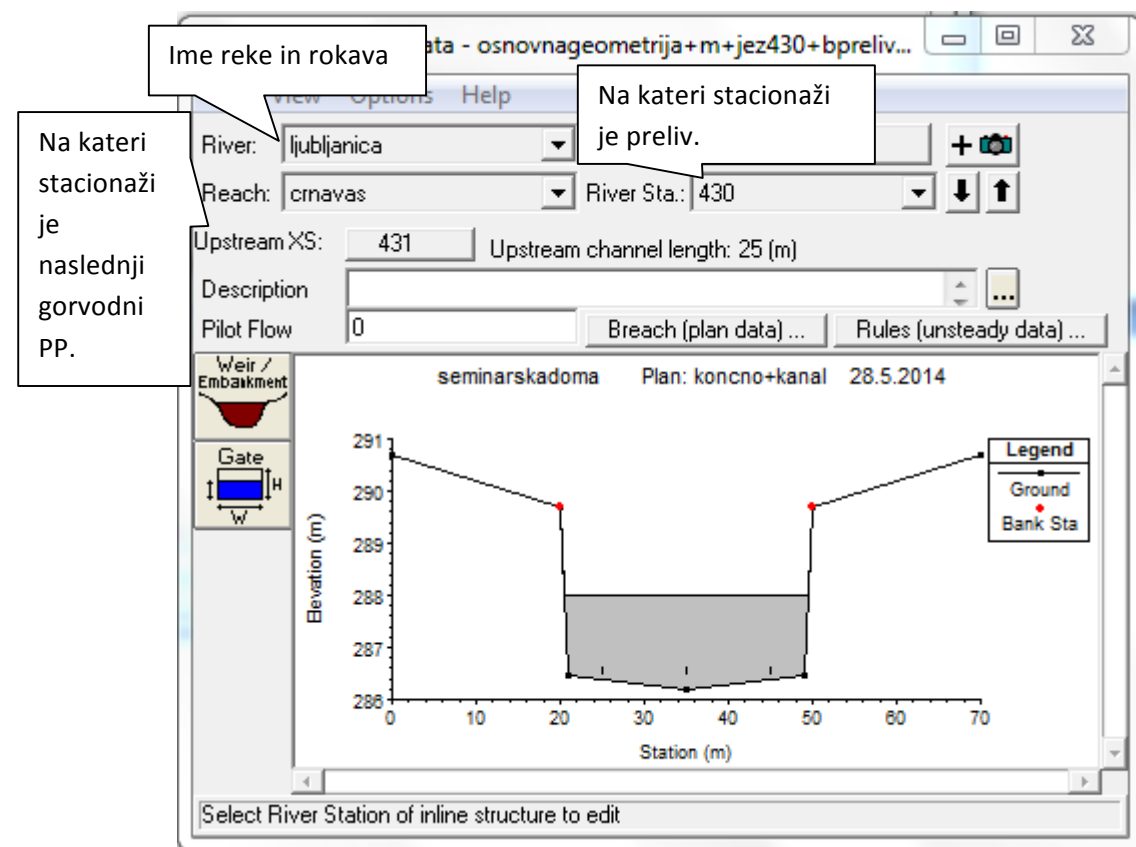 Ime reke in rokava
ata - osnovnageometrija+m+jez430+bpreliv...
Na kateri stacionaži
je preliv.
Options Help
Na kateri
stacionaži
je
naslednji
gorvodni
PP.
River: ljubljanica
Reach: crnavas River Sta.: 430
Upstream XS: 431 Upstream channel length: 25 (m)
Description ...
Pilot Flow 0 Breach (plan data) ... Rules (unsteady data) ...
Weir /
Embankment
Gate
H
W
seminarskadoma Plan: koncno+kanal 28.5.2014
291
290
289
288
287
286
Elevation (m)
0 10 20 30 40 50 60 70
Station (m)
Legend
Ground
Bank Sta
Select River Station of inline structure to edit